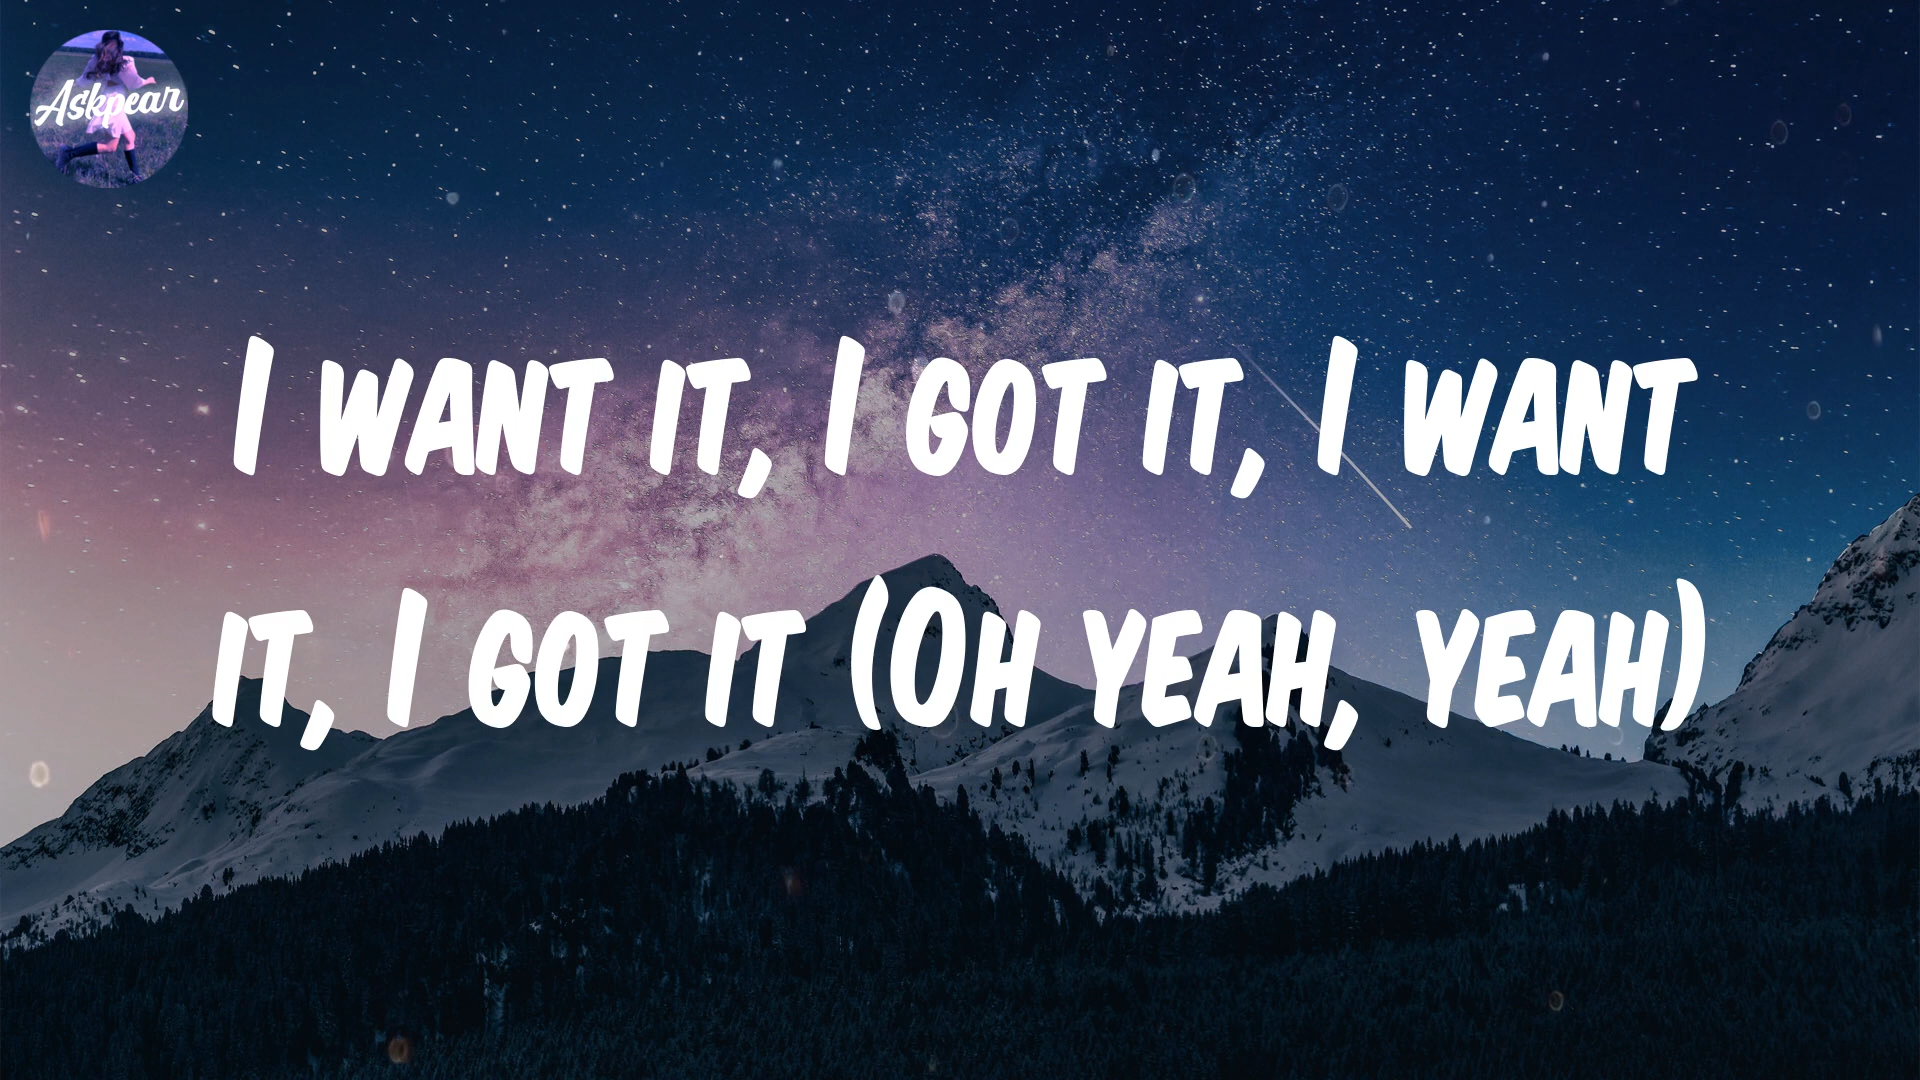 Askpear
I want it, I got it, I want
it, I got it (Oh yeah, yeah)